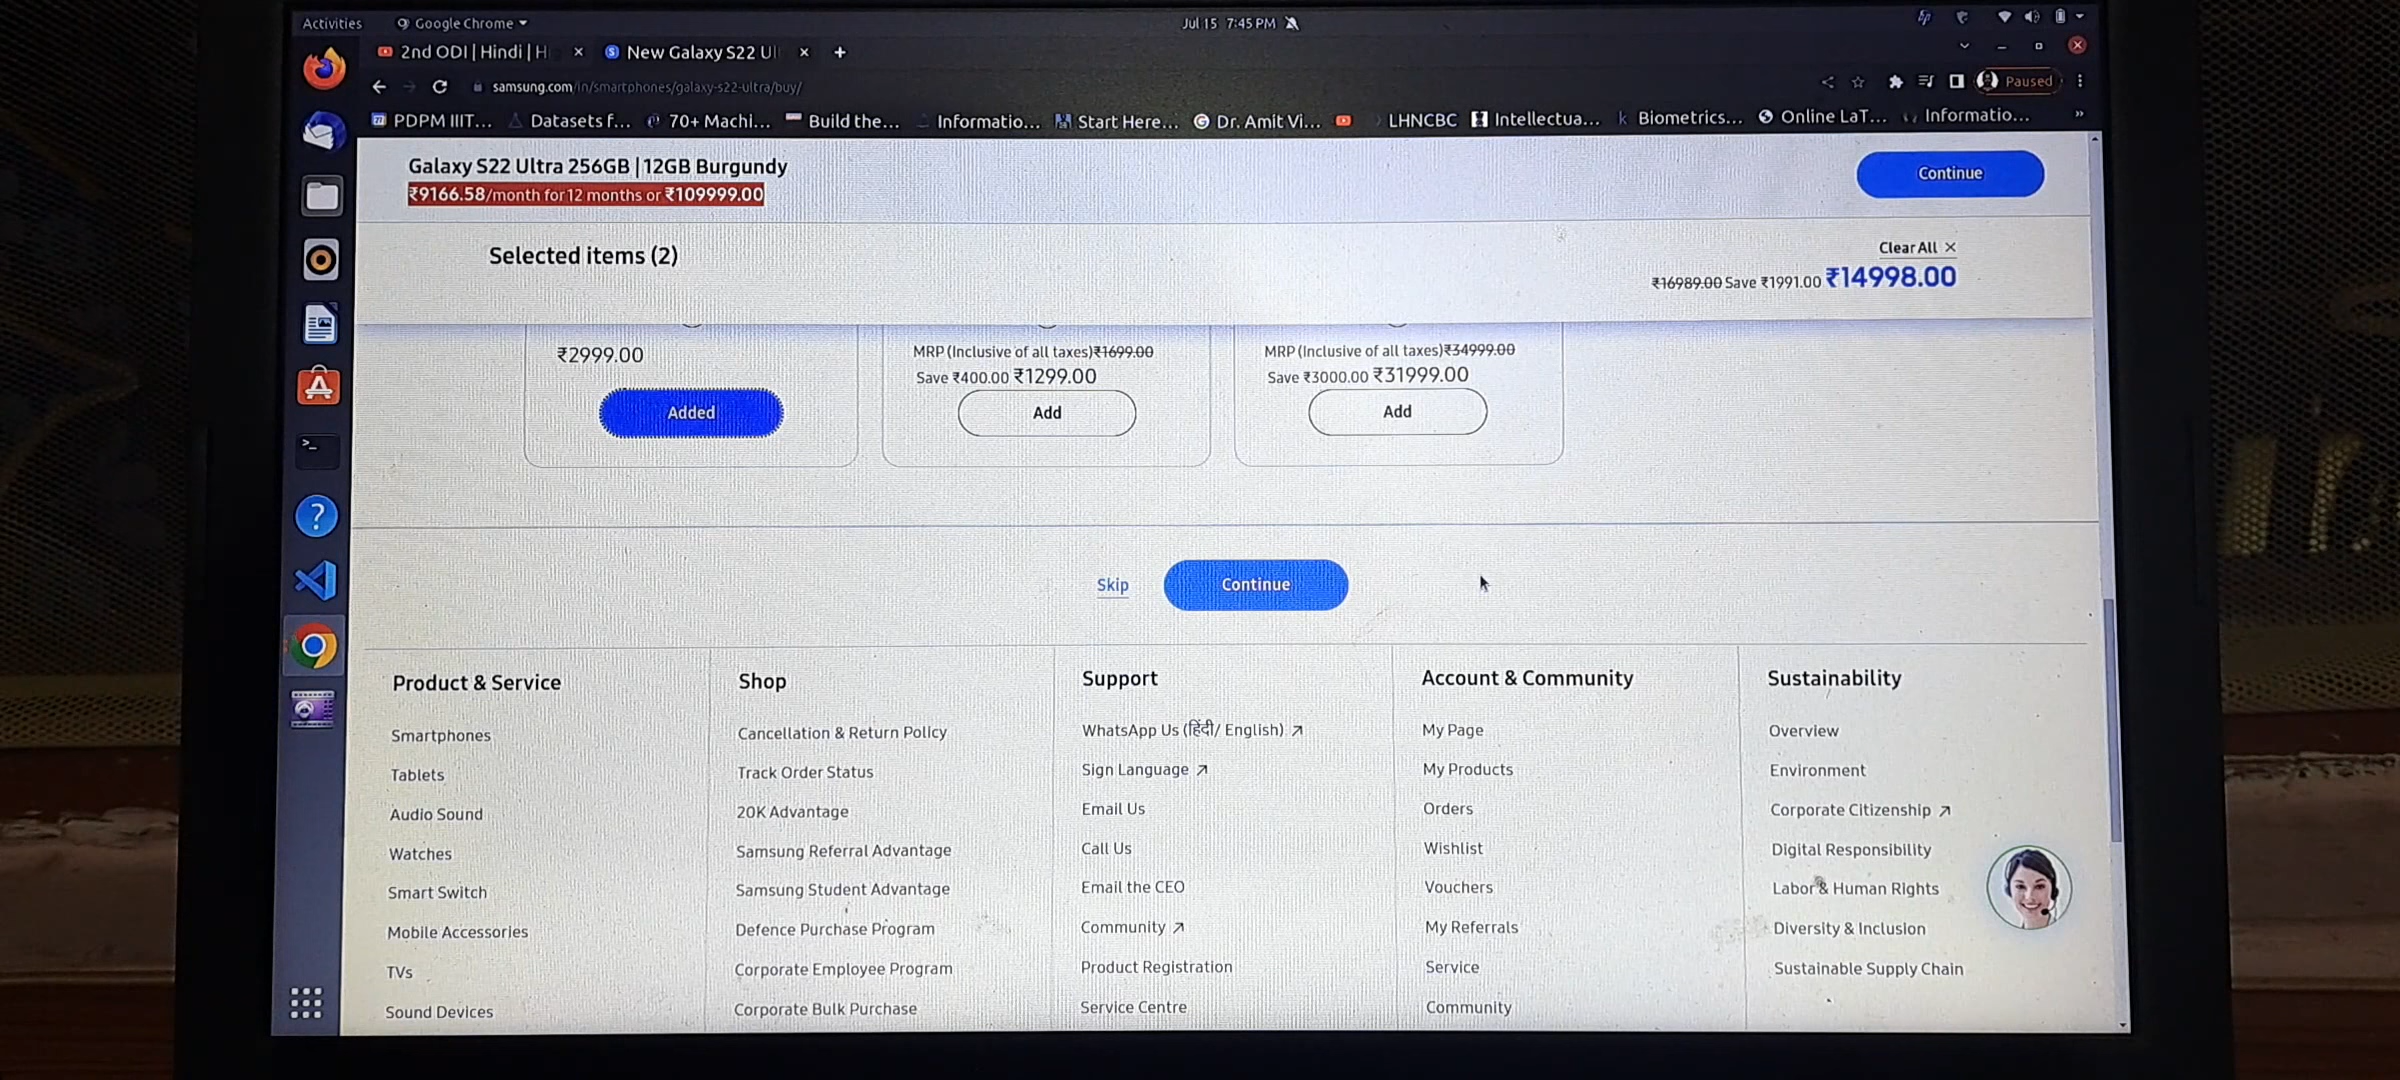 Activities Google Chrome Jul 15 7:45 PM
2nd ODI | Hindi | H × New Galaxy S22 Ul × +
samsung.com/in/smartphones/galaxy-s22-ultra/buy/ Paused
PDPM IIIT... Datasets f... 70+ Machi... Build the... Informatio... Start Here... Dr. Amit Vi... LHNCBC Intellectua... Biometrics... Online LaT... Informatio... »
Galaxy S22 Ultra 256GB | 12GB Burgundy
₹9166.58/month for 12 months or ₹109999.00
Continue
Selected items (2)
Clear All ×
₹16989.00 Save ₹1991.00 ₹14998.00
₹2999.00
Added
MRP (Inclusive of all taxes)₹1699.00
Save ₹400.00 ₹1299.00
Add
MRP (Inclusive of all taxes)₹34999.00
Save ₹3000.00 ₹31999.00
Add
Skip Continue
Product & Service
Smartphones
Tablets
Audio Sound
Watches
Smart Switch
Mobile Accessories
TVs
Sound Devices
Shop
Cancellation & Return Policy
Track Order Status
20K Advantage
Samsung Referral Advantage
Samsung Student Advantage
Defence Purchase Program
Corporate Employee Program
Corporate Bulk Purchase
Support
WhatsApp Us (हिंदी/ English) ↗
Sign Language ↗
Email Us
Call Us
Email the CEO
Community ↗
Product Registration
Service Centre
Account & Community
My Page
My Products
Orders
Wishlist
Vouchers
My Referrals
Service
Community
Sustainability
Overview
Environment
Corporate Citizenship ↗
Digital Responsibility
Labor & Human Rights
Diversity & Inclusion
Sustainable Supply Chain